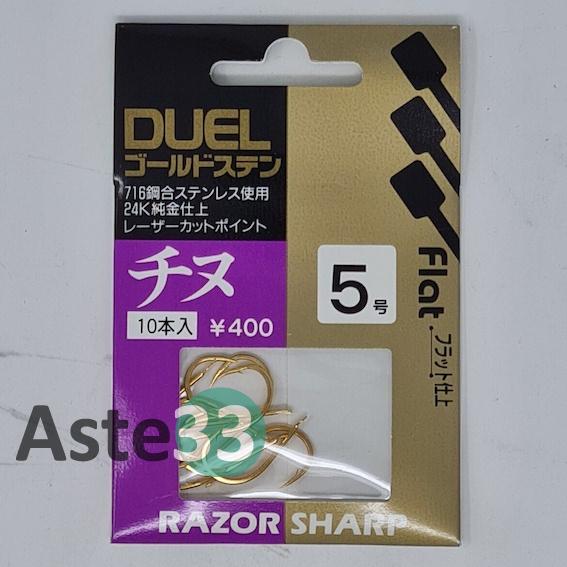 DUEL
ゴールドステン
716鋼合ステンレス使用
24K純金仕上
レーザーカットポイント
チヌ
10本入 ¥400
5号
Flat.
フラット仕上
Aste33
RAZOR SHARP